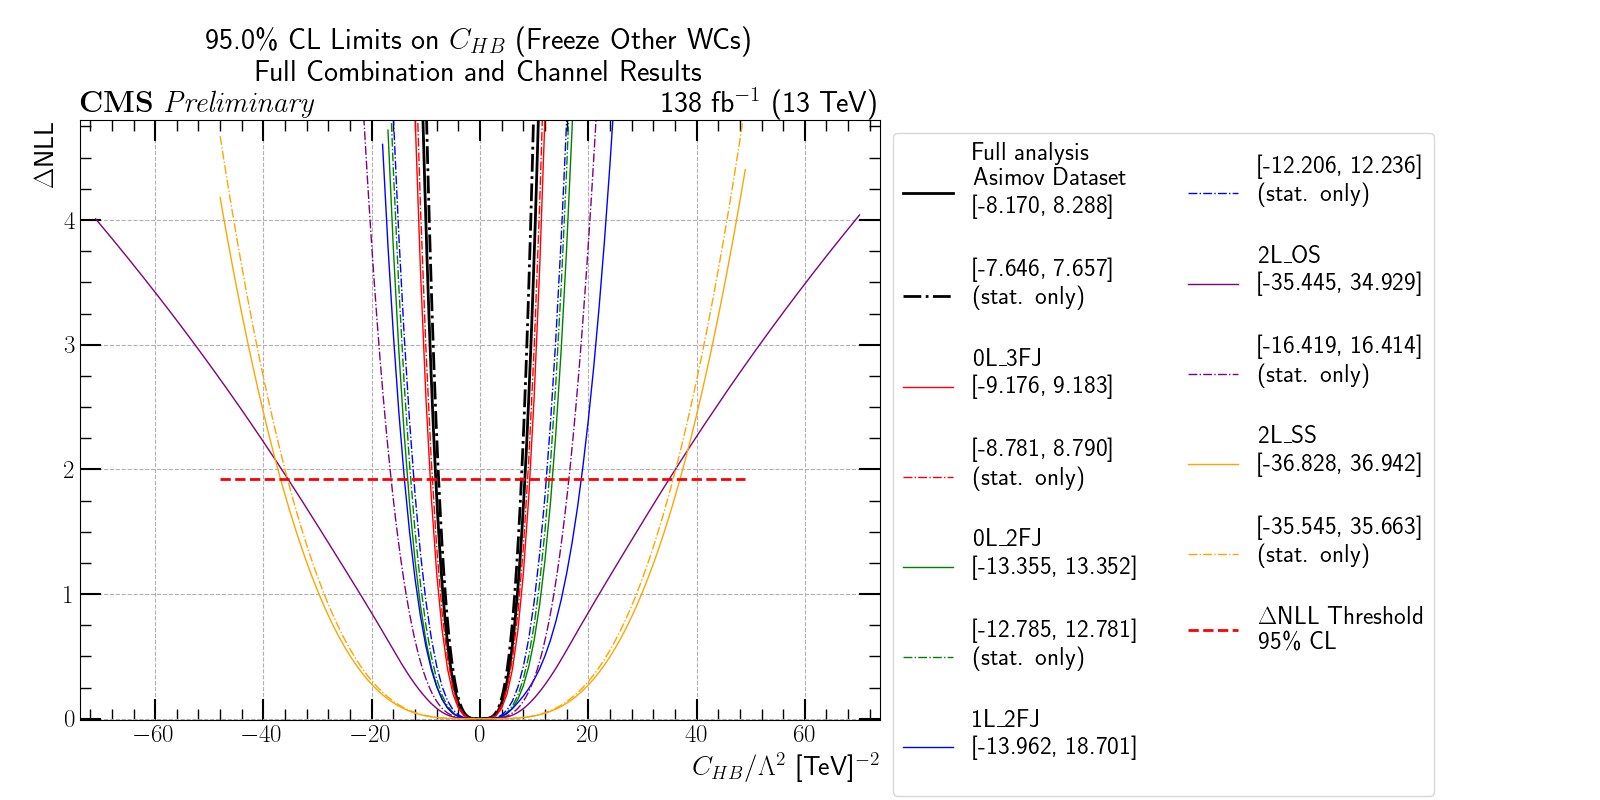 95.0% CL Limits on C_{HB} (Freeze Other WCs)
Full Combination and Channel Results
CMS Preliminary
138 fb^{-1} (13 TeV)
ΔNLL
4
3
2
1
0
−60
−40
−20
0
20
40
60
C_{HB}/Λ^{2} [TeV]^{-2}
Full analysis
Asimov Dataset
[-8.170, 8.288]
[-7.646, 7.657]
(stat. only)
0L_3FJ
[-9.176, 9.183]
[-8.781, 8.790]
(stat. only)
0L_2FJ
[-13.355, 13.352]
[-12.785, 12.781]
(stat. only)
1L_2FJ
[-13.962, 18.701]
[-12.206, 12.236]
(stat. only)
2L_OS
[-35.445, 34.929]
[-16.419, 16.414]
(stat. only)
2L_SS
[-36.828, 36.942]
[-35.545, 35.663]
(stat. only)
ΔNLL Threshold
95% CL